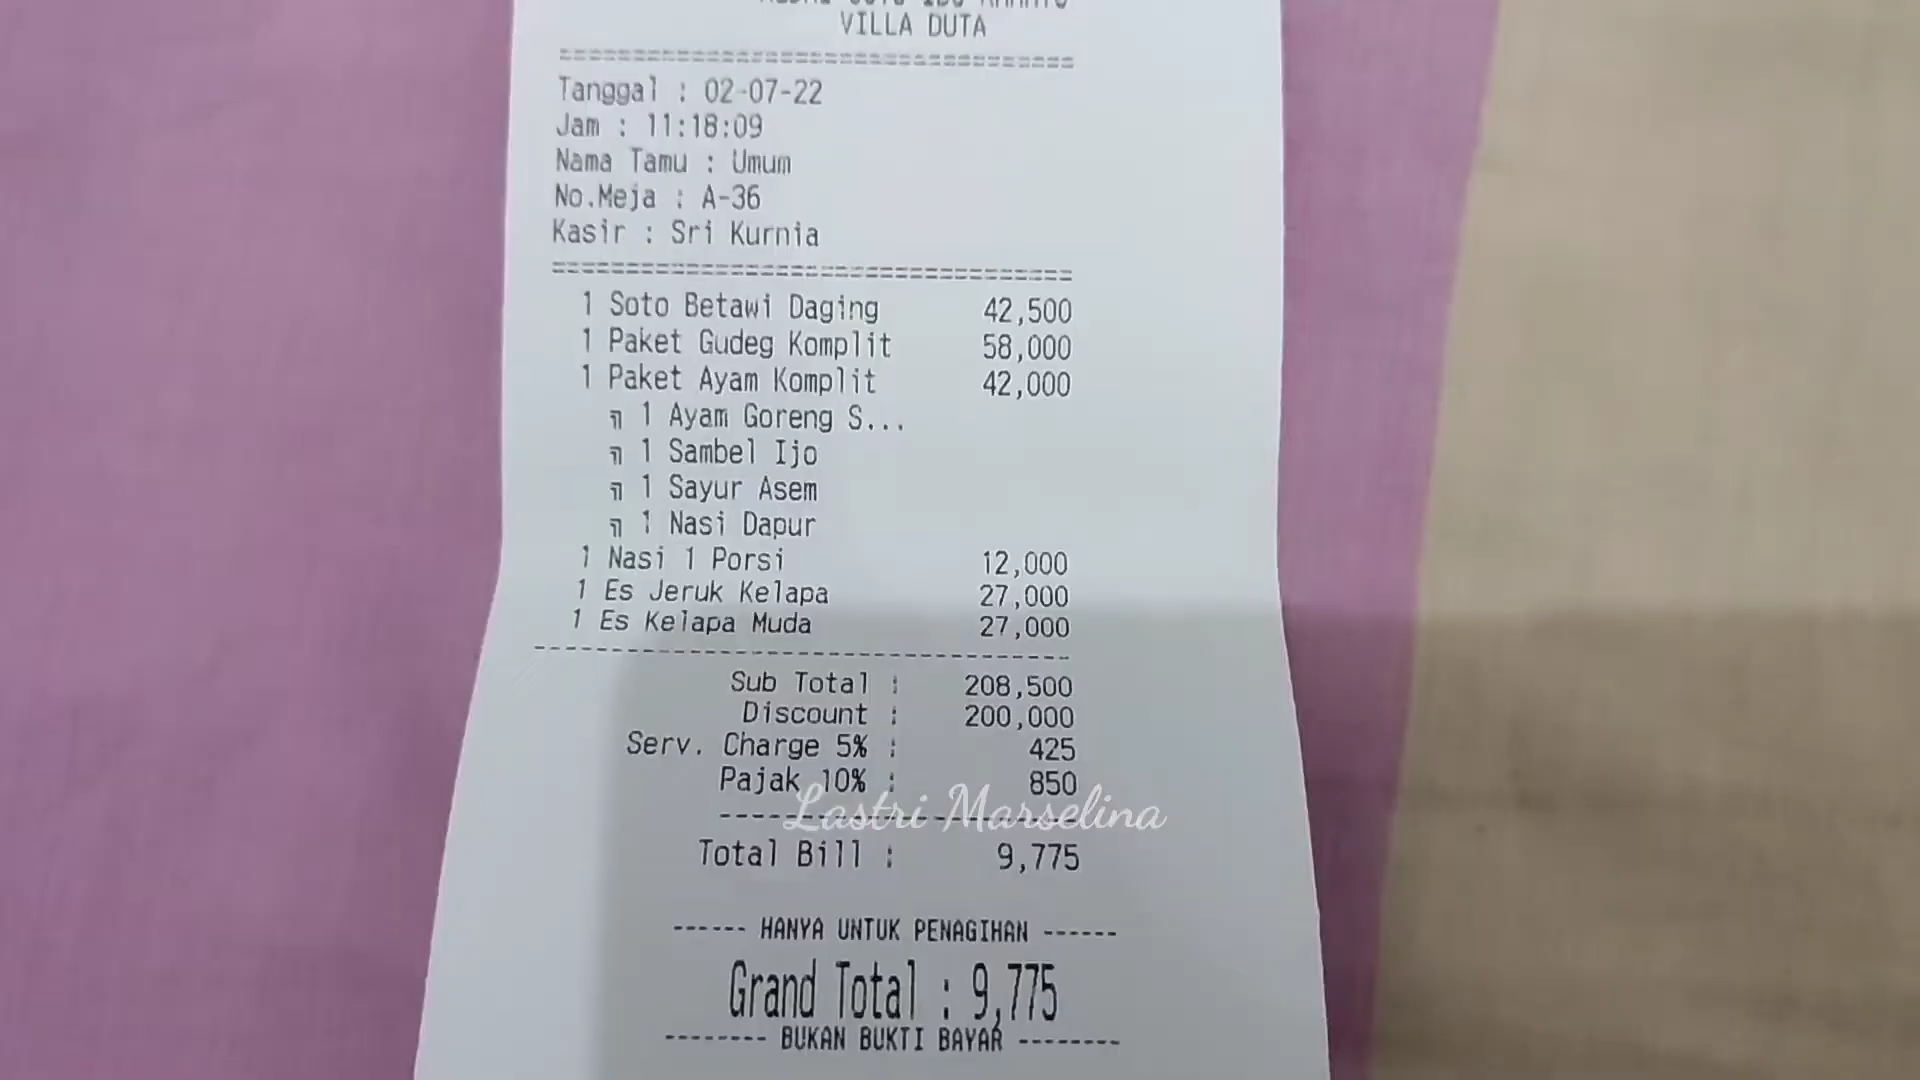 VILLA DUTA
Tanggal : 02-07-22
Jam : 11:18:09
Nama Tamu : Umum
No.Meja : A-36
Kasir : Sri Kurnia
1 Soto Betawi Daging 42,500
1 Paket Gudeg Komplit 58,000
1 Paket Ayam Komplit 42,000
1 Ayam Goreng S...
1 Sambel Ijo
1 Sayur Asem
1 Nasi Dapur
1 Nasi 1 Porsi 12,000
1 Es Jeruk Kelapa 27,000
1 Es Kelapa Muda 27,000
Sub Total : 208,500
Discount : 200,000
Serv. Charge 5% : 425
Pajak 10% : 850
Lastri Marselina
Total Bill : 9,775
------ HANYA UNTUK PENAGIHAN ------
Grand Total : 9,775
-------- BUKAN BUKTI BAYAR --------